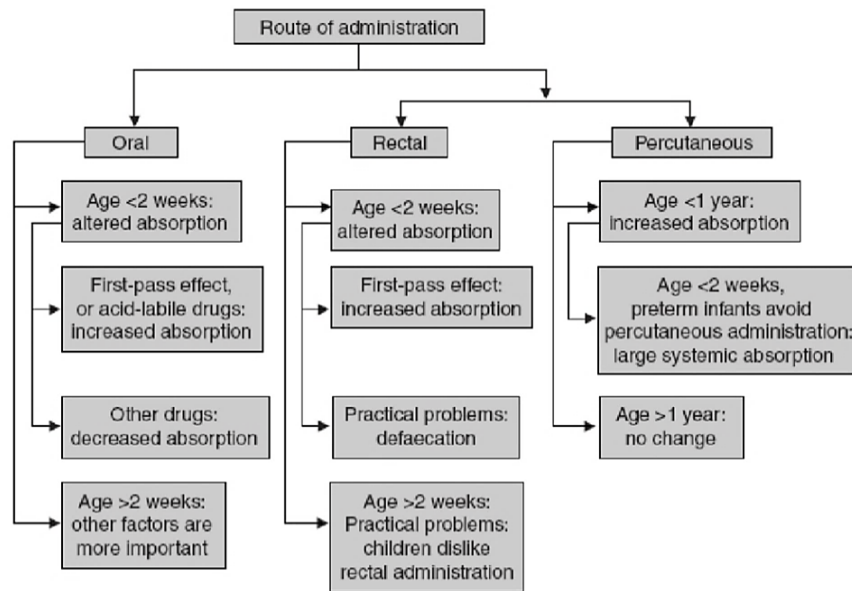 Route of administration
Oral
Rectal
Percutaneous
Age <2 weeks:
altered absorption
First-pass effect,
or acid-labile drugs:
increased absorption
Other drugs:
decreased absorption
Age >2 weeks:
other factors are
more important
Age <2 weeks:
altered absorption
First-pass effect:
increased absorption
Practical problems:
defaecation
Age >2 weeks:
Practical problems:
children dislike
rectal administration
Age <1 year:
increased absorption
Age <2 weeks,
preterm infants avoid
percutaneous administration:
large systemic absorption
Age >1 year:
no change